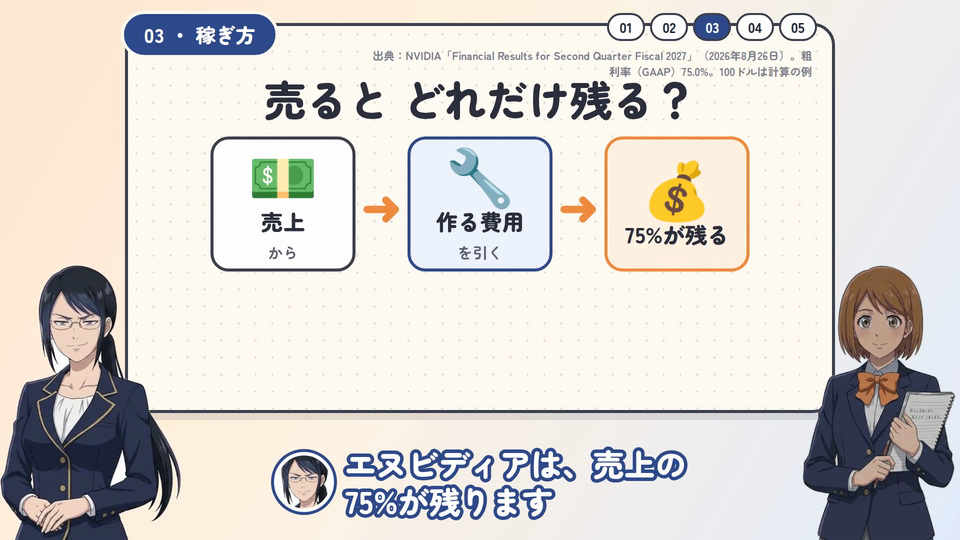 03 ・ 稼ぎ方
01 02 03 04 05
出典：NVIDIA「Financial Results for Second Quarter Fiscal 2027」（2026年8月26日）。粗
利率（GAAP）75.0%。100ドルは計算の例
売ると どれだけ残る？
$
売上
から
作る費用
を引く
$
75%が残る
エヌビディアは、売上の
75%が残ります